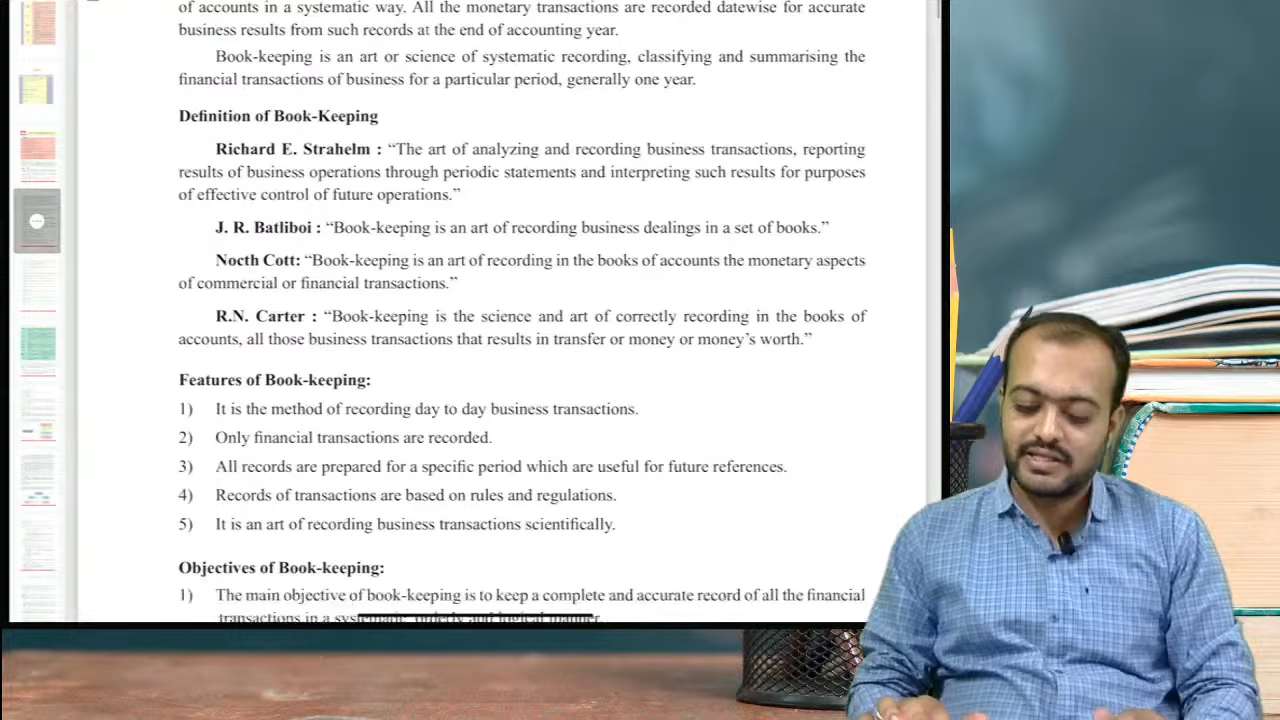 of accounts in a systematic way. All the monetary transactions are recorded datewise for accurate
business results from such records at the end of accounting year.
Book-keeping is an art or science of systematic recording, classifying and summarising the
financial transactions of business for a particular period, generally one year.
Definition of Book-Keeping
Richard E. Strahelm : “The art of analyzing and recording business transactions, reporting
results of business operations through periodic statements and interpreting such results for purposes
of effective control of future operations.”
J. R. Batliboi : “Book-keeping is an art of recording business dealings in a set of books.”
Nocth Cott: “Book-keeping is an art of recording in the books of accounts the monetary aspects
of commercial or financial transactions.”
R.N. Carter : “Book-keeping is the science and art of correctly recording in the books of
accounts, all those business transactions that results in transfer or money or money’s worth.”
Features of Book-keeping:
1) It is the method of recording day to day business transactions.
2) Only financial transactions are recorded.
3) All records are prepared for a specific period which are useful for future references.
4) Records of transactions are based on rules and regulations.
5) It is an art of recording business transactions scientifically.
Objectives of Book-keeping:
1) The main objective of book-keeping is to keep a complete and accurate record of all the financial
transactions in a systematic, orderly and logical manner.